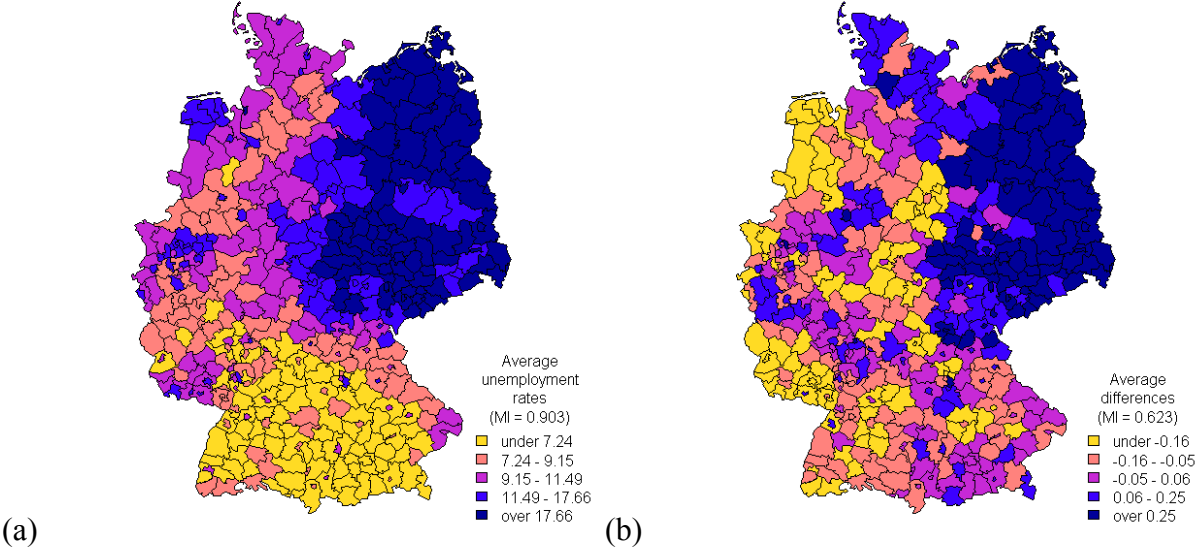 Average
unemployment
rates
(MI = 0.903)
under 7.24
7.24 - 9.15
9.15 - 11.49
11.49 - 17.66
over 17.66
(a)
Average
differences
(MI = 0.623)
under -0.16
-0.16 - -0.05
-0.05 - 0.06
0.06 - 0.25
over 0.25
(b)